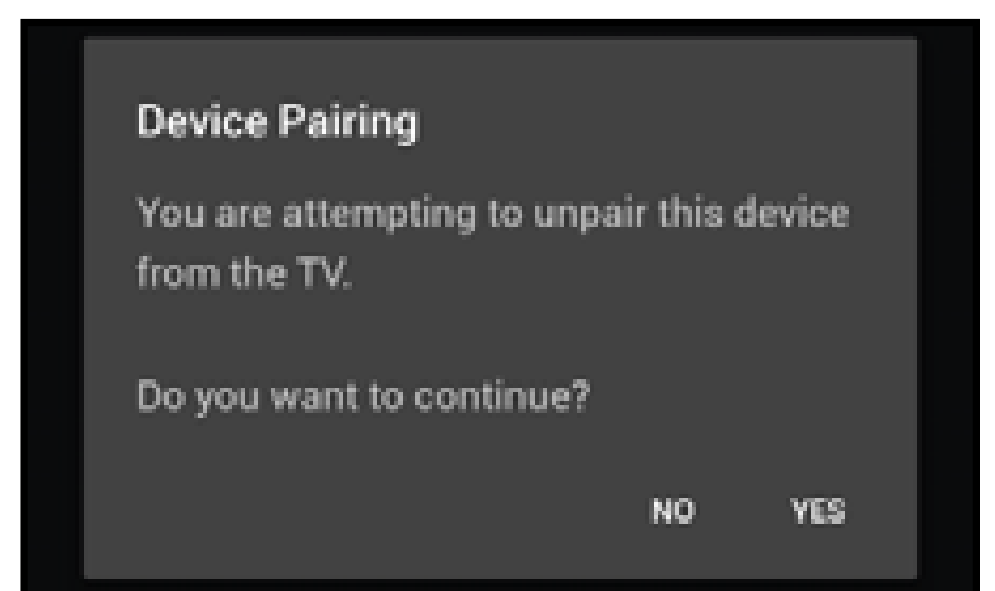 Device Pairing
You are attempting to unpair this device
from the TV.
Do you want to continue?
NO YES